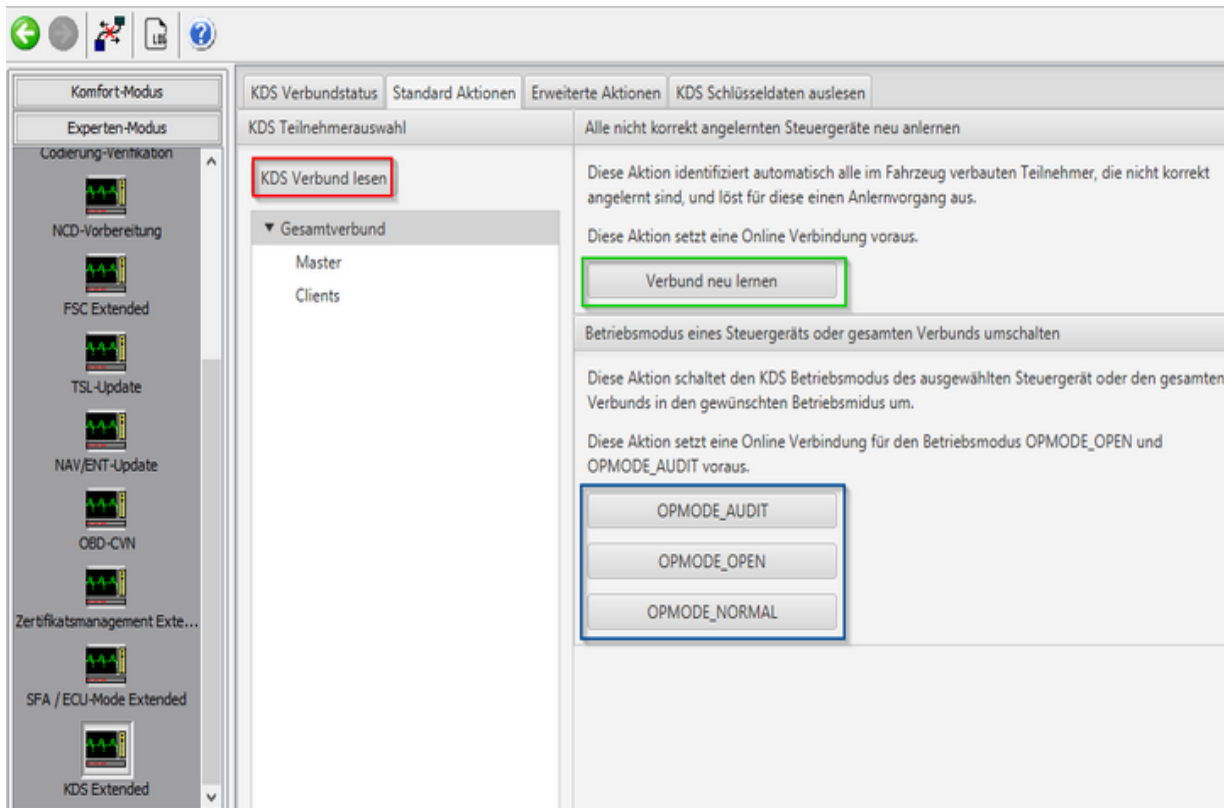 LOG
Komfort-Modus
Experten-Modus
Codierung-Verifikation
NCD-Vorbereitung
FSC Extended
TSL-Update
NAV/ENT-Update
OBD-CVN
Zertifikatsmanagement Exte...
SFA / ECU-Mode Extended
KDS Extended
KDS Verbundstatus Standard Aktionen Erweiterte Aktionen KDS Schlüsseldaten auslesen
KDS Teilnehmerauswahl
KDS Verbund lesen
Gesamtverbund
Master
Clients
Alle nicht korrekt angelernten Steuergeräte neu anlernen
Diese Aktion identifiziert automatisch alle im Fahrzeug verbauten Teilnehmer, die nicht korrekt
angelernt sind, und löst für diese einen Anlernvorgang aus.
Diese Aktion setzt eine Online Verbindung voraus.
Verbund neu lernen
Betriebsmodus eines Steuergeräts oder gesamten Verbunds umschalten
Diese Aktion schaltet den KDS Betriebsmodus des ausgewählten Steuergerät oder den gesamten
Verbunds in den gewünschten Betriebsmidus um.
Diese Aktion setzt eine Online Verbindung für den Betriebsmodus OPMODE_OPEN und
OPMODE_AUDIT voraus.
OPMODE_AUDIT
OPMODE_OPEN
OPMODE_NORMAL